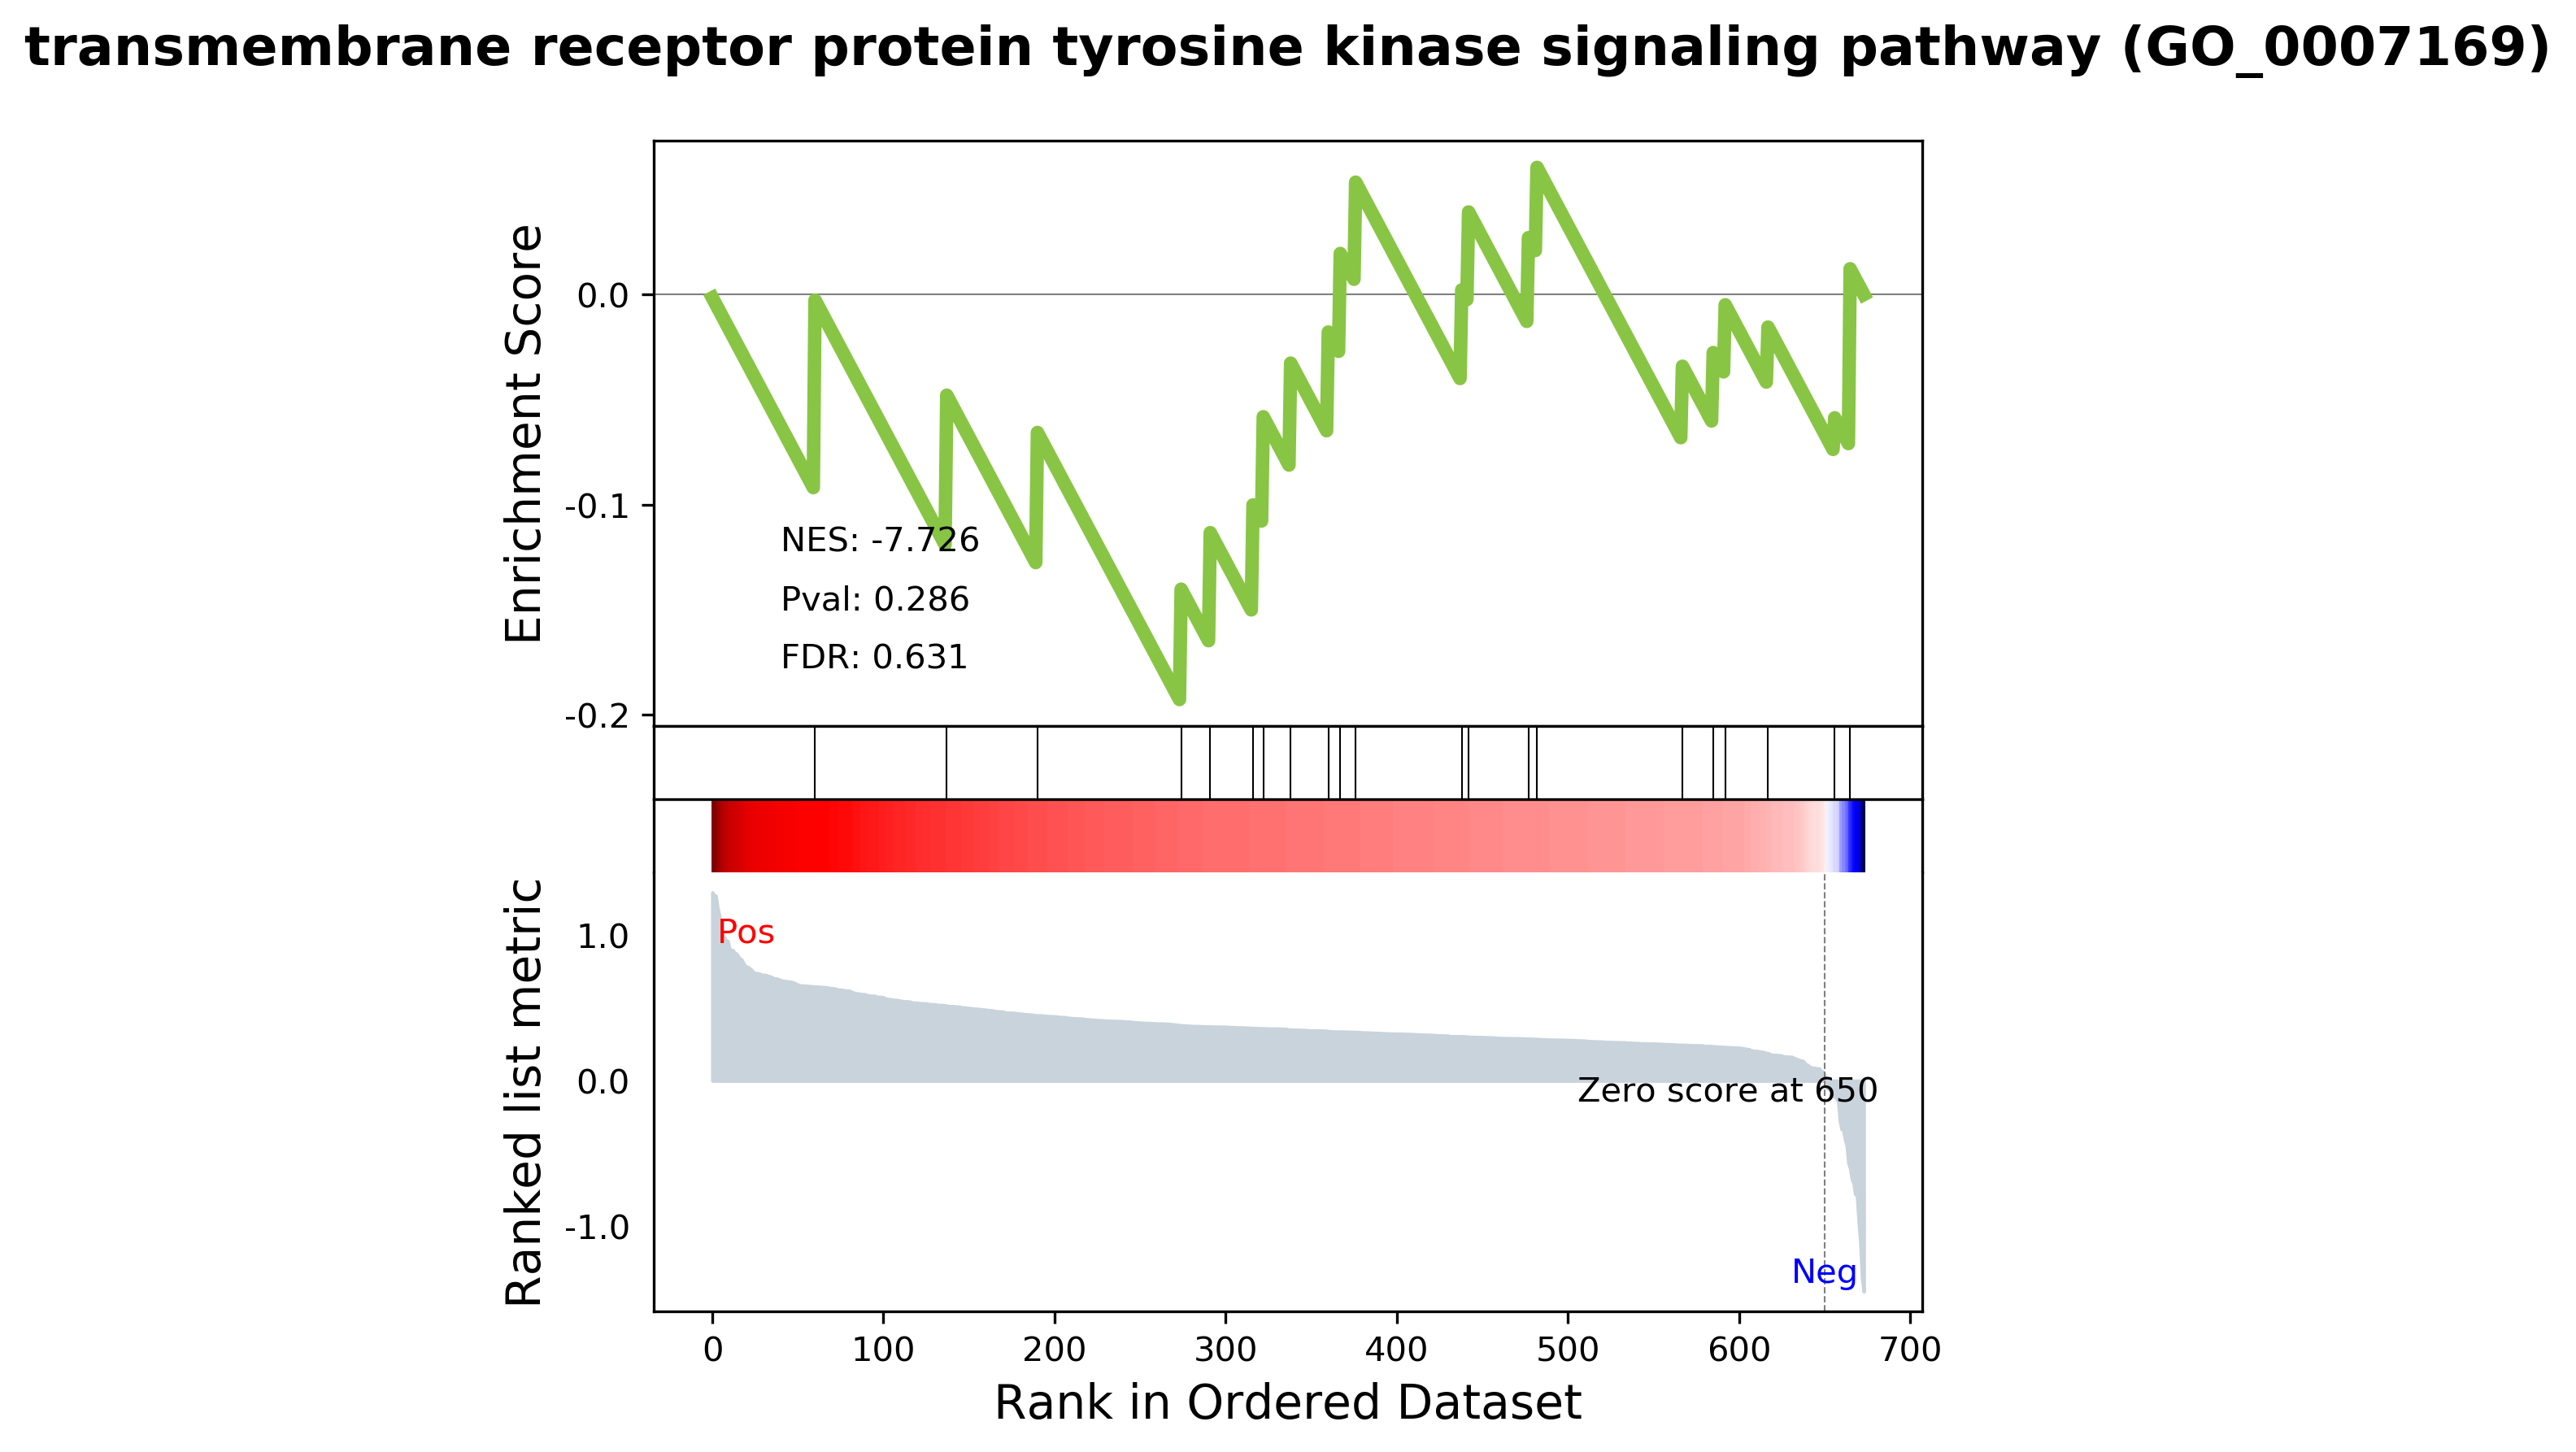 transmembrane receptor protein tyrosine kinase signaling pathway (GO_0007169)
Enrichment Score
0.0
-0.1
-0.2
NES: -7.726
Pval: 0.286
FDR: 0.631
Ranked list metric
1.0
0.0
-1.0
Pos
Zero score at 650
Neg
0 100 200 300 400 500 600 700
Rank in Ordered Dataset